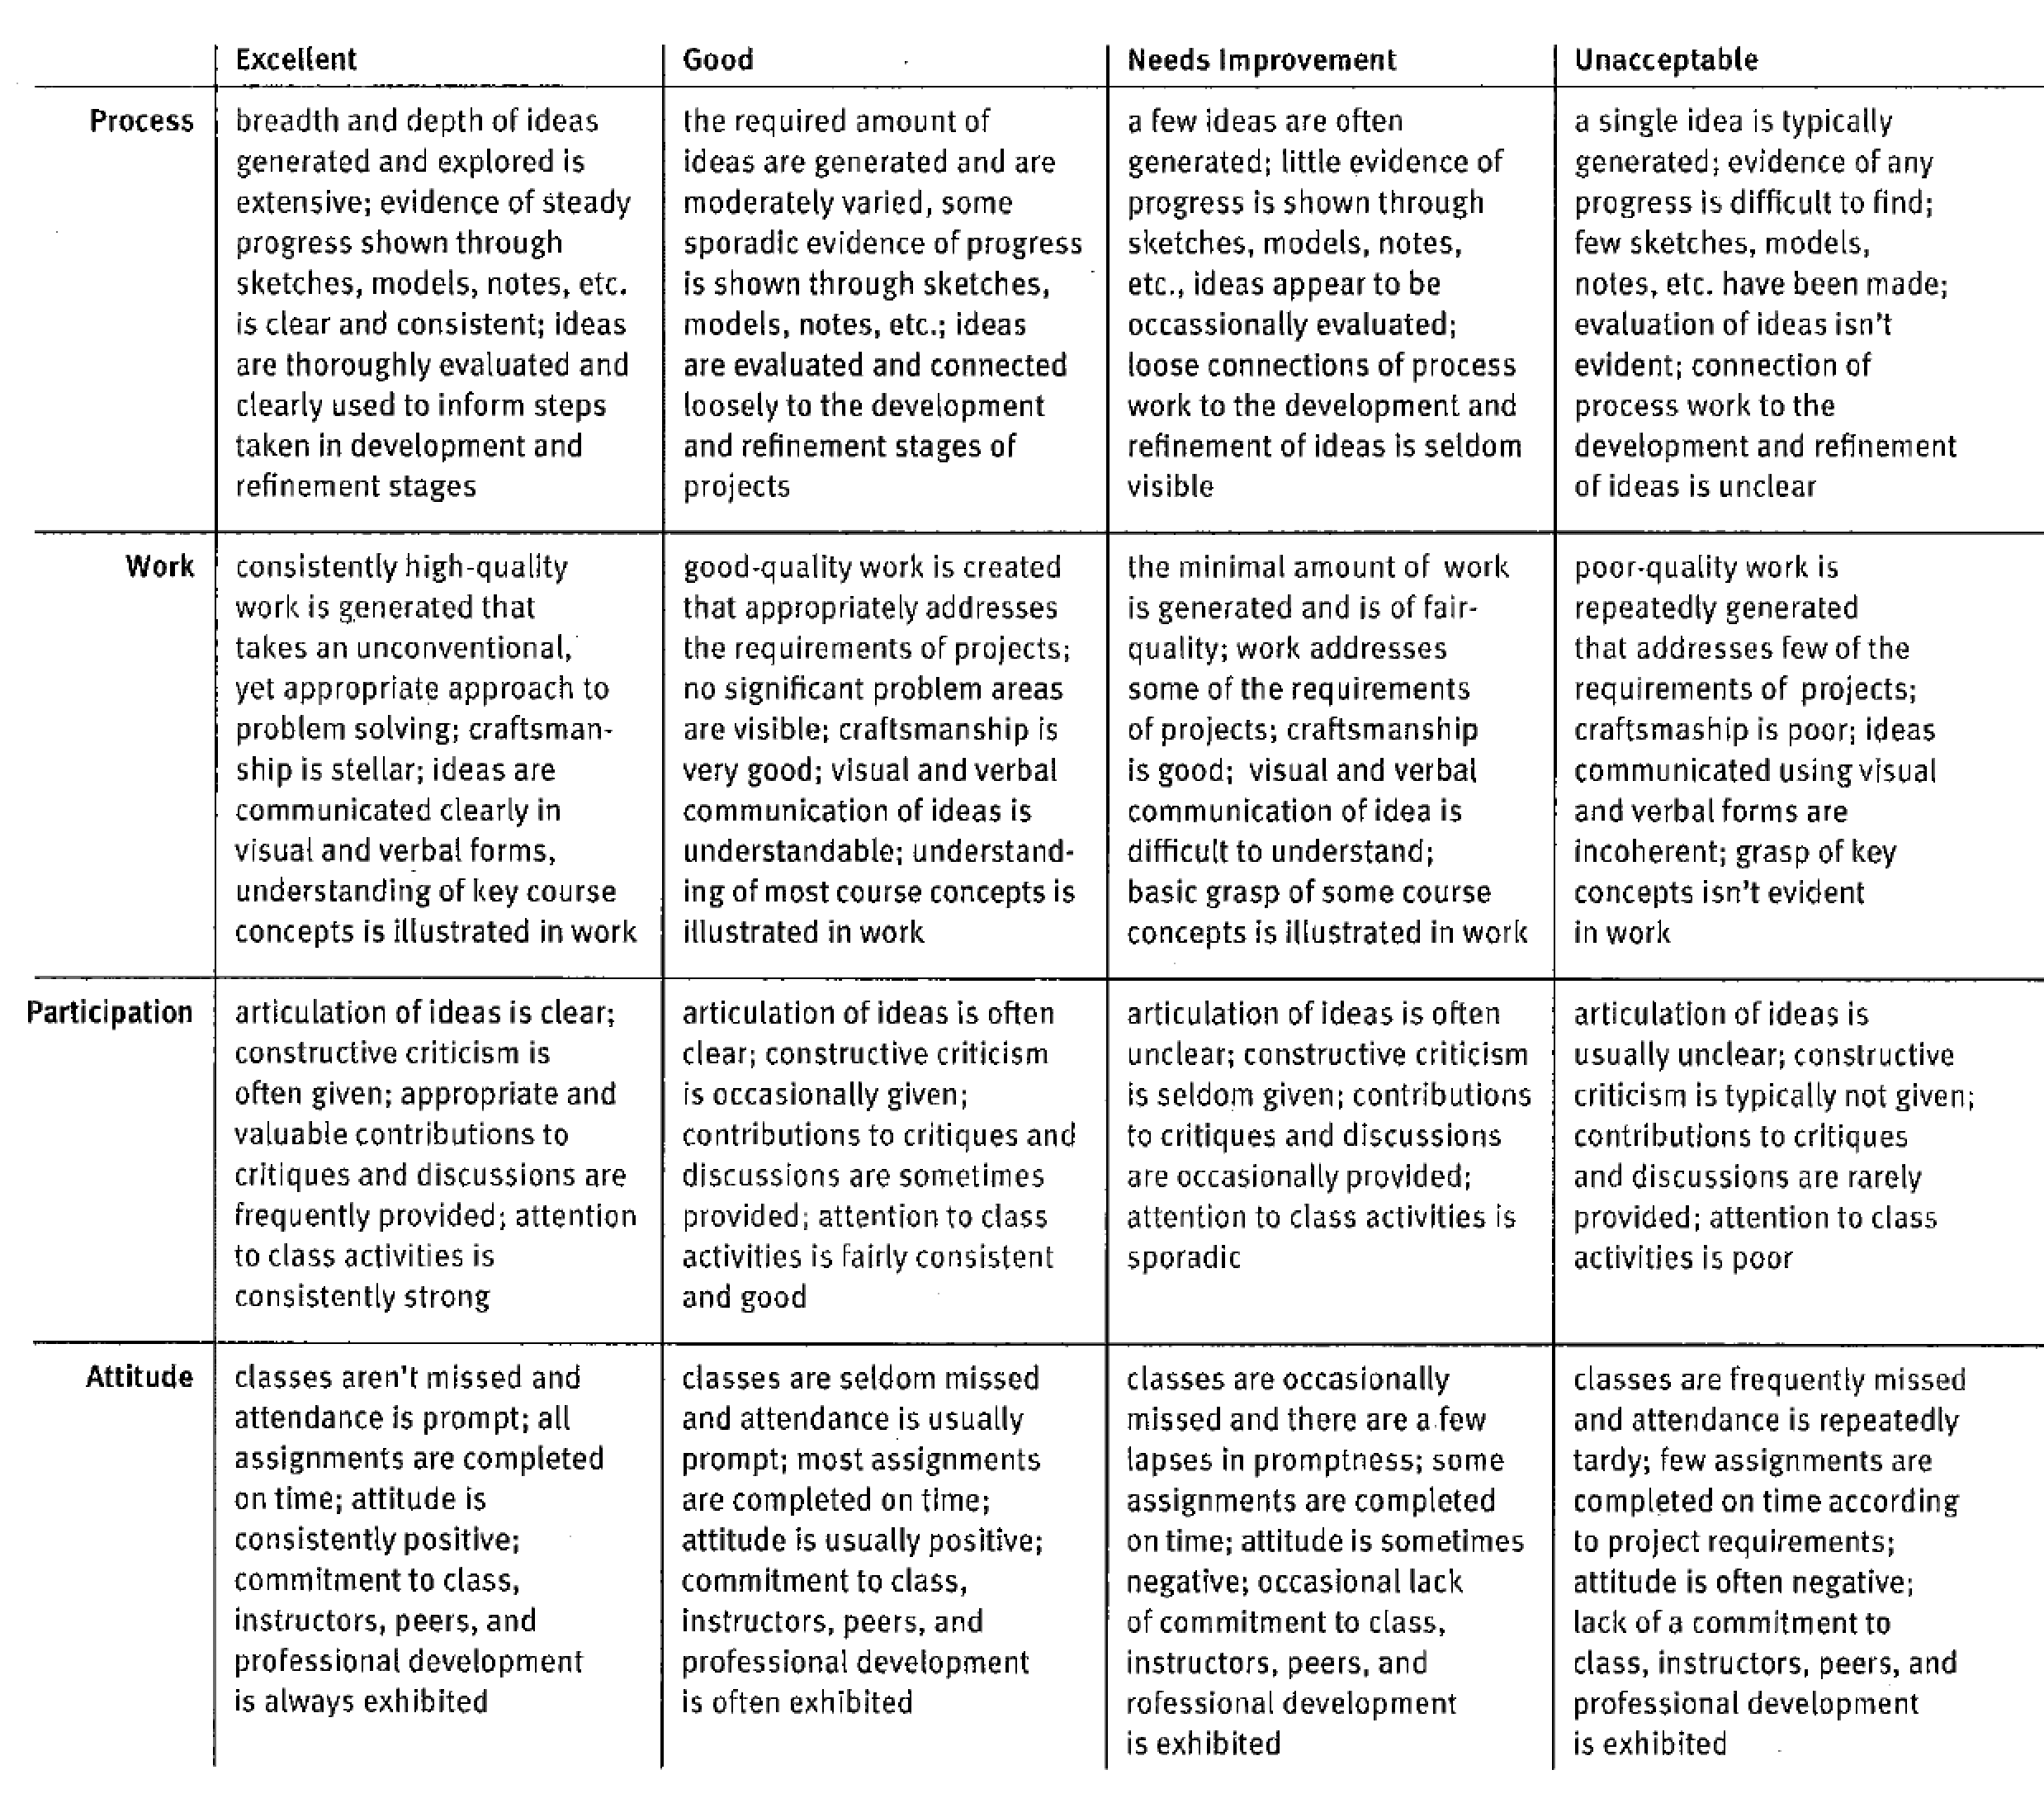 Excellent
Good
Needs Improvement
Unacceptable
Process
breadth and depth of ideas
generated and explored is
extensive; evidence of steady
progress shown through
sketches, models, notes, etc.
is clear and consistent; ideas
are thoroughly evaluated and
clearly used to inform steps
taken in development and
refinement stages
the required amount of
ideas are generated and are
moderately varied, some
sporadic evidence of progress
is shown through sketches,
models, notes, etc.; ideas
are evaluated and connected
loosely to the development
and refinement stages of
projects
a few ideas are often
generated; little evidence of
progress is shown through
sketches, models, notes,
etc., ideas appear to be
occassionally evaluated;
loose connections of process
work to the development and
refinement of ideas is seldom
visible
a single idea is typically
generated; evidence of any
progress is difficult to find;
few sketches, models,
notes, etc. have been made;
evaluation of ideas isn't
evident; connection of
process work to the
development and refinement
of ideas is unclear
Work
consistently high-quality
work is generated that
takes an unconventional,
yet appropriate approach to
problem solving; craftsman-
ship is stellar; ideas are
communicated clearly in
visual and verbal forms,
understanding of key course
concepts is illustrated in work
good-quality work is created
that appropriately addresses
the requirements of projects;
no significant problem areas
are visible; craftsmanship is
very good; visual and verbal
communication of ideas is
understandable; understand-
ing of most course concepts is
illustrated in work
the minimal amount of work
is generated and is of fair-
quality; work addresses
some of the requirements
of projects; craftsmanship
is good; visual and verbal
communication of idea is
difficult to understand;
basic grasp of some course
concepts is illustrated in work
poor-quality work is
repeatedly generated
that addresses few of the
requirements of projects;
craftsmaship is poor; ideas
communicated using visual
and verbal forms are
incoherent; grasp of key
concepts isn't evident
in work
Participation
articulation of ideas is clear;
constructive criticism is
often given; appropriate and
valuable contributions to
critiques and discussions are
frequently provided; attention
to class activities is
consistently strong
articulation of ideas is often
clear; constructive criticism
is occasionally given;
contributions to critiques and
discussions are sometimes
provided; attention to class
activities is fairly consistent
and good
articulation of ideas is often
unclear; constructive criticism
is seldom given; contributions
to critiques and discussions
are occasionally provided;
attention to class activities is
sporadic
articulation of ideas is
usually unclear; constructive
criticism is typically not given;
contributions to critiques
and discussions are rarely
provided; attention to class
activities is poor
Attitude
classes aren't missed and
attendance is prompt; all
assignments are completed
on time; attitude is
consistently positive;
commitment to class,
instructors, peers, and
professional development
is always exhibited
classes are seldom missed
and attendance is usually
prompt; most assignments
are completed on time;
attitude is usually positive;
commitment to class,
instructors, peers, and
professional development
is often exhibited
classes are occasionally
missed and there are a few
lapses in promptness; some
assignments are completed
on time; attitude is sometimes
negative; occasional lack
of commitment to class,
instructors, peers, and
rofessional development
is exhibited
classes are frequently missed
and attendance is repeatedly
tardy; few assignments are
completed on time according
to project requirements;
attitude is often negative;
lack of a commitment to
class, instructors, peers, and
professional development
is exhibited